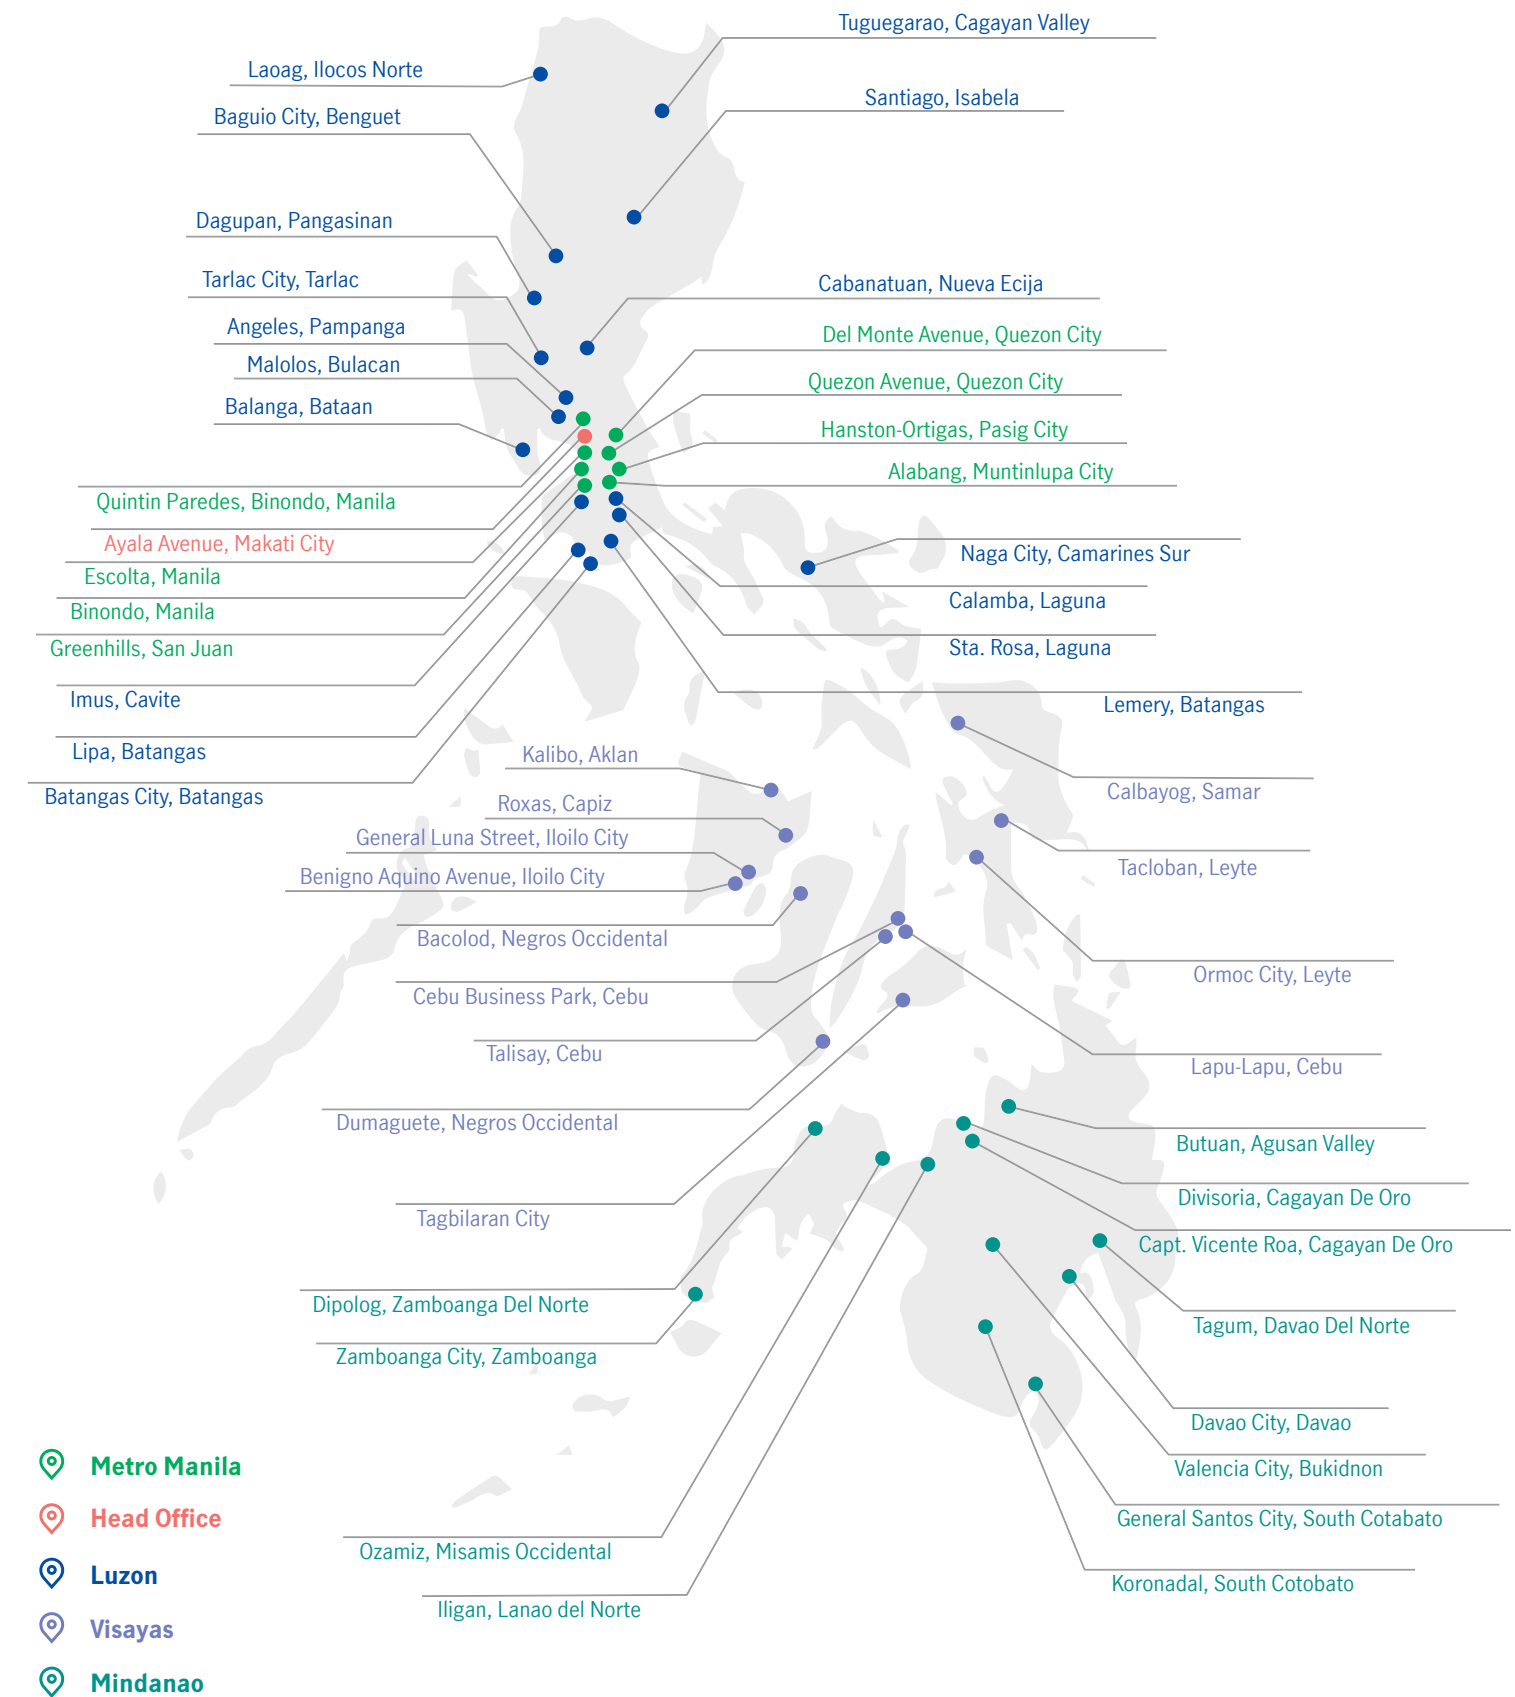 Tuguegarao, Cagayan Valley
Laoag, Ilocos Norte
Santiago, Isabela
Baguio City, Benguet
Dagupan, Pangasinan
Tarlac City, Tarlac
Cabanatuan, Nueva Ecija
Angeles, Pampanga
Del Monte Avenue, Quezon City
Malolos, Bulacan
Quezon Avenue, Quezon City
Balanga, Bataan
Hanston-Ortigas, Pasig City
Alabang, Muntinlupa City
Quintin Paredes, Binondo, Manila
Ayala Avenue, Makati City
Naga City, Camarines Sur
Escolta, Manila
Calamba, Laguna
Binondo, Manila
Sta. Rosa, Laguna
Greenhills, San Juan
Imus, Cavite
Lemery, Batangas
Lipa, Batangas
Kalibo, Aklan
Calbayog, Samar
Batangas City, Batangas
Roxas, Capiz
General Luna Street, Iloilo City
Tacloban, Leyte
Benigno Aquino Avenue, Iloilo City
Bacolod, Negros Occidental
Ormoc City, Leyte
Cebu Business Park, Cebu
Talisay, Cebu
Lapu-Lapu, Cebu
Dumaguete, Negros Occidental
Butuan, Agusan Valley
Divisoria, Cagayan De Oro
Tagbilaran City
Capt. Vicente Roa, Cagayan De Oro
Dipolog, Zamboanga Del Norte
Tagum, Davao Del Norte
Zamboanga City, Zamboanga
Davao City, Davao
Valencia City, Bukidnon
General Santos City, South Cotabato
Ozamiz, Misamis Occidental
Koronadal, South Cotobato
Iligan, Lanao del Norte
Metro Manila
Head Office
Luzon
Visayas
Mindanao